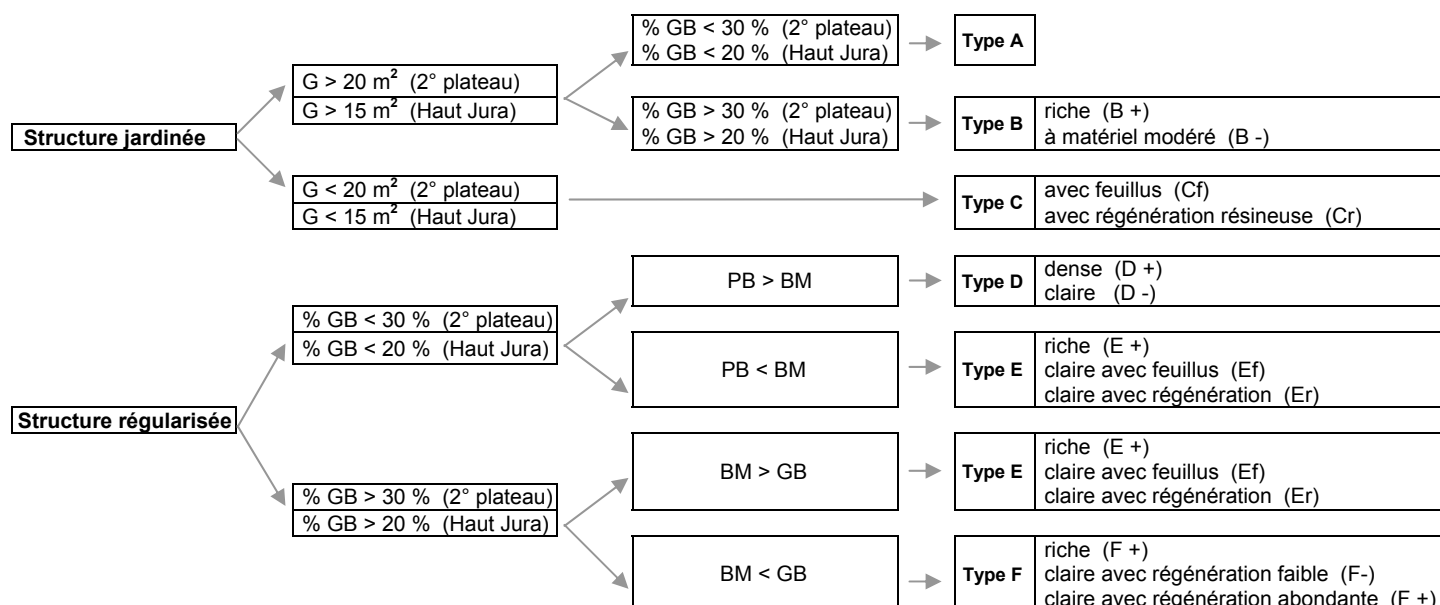 % GB < 30 % (2° plateau)
% GB < 20 % (Haut Jura)
Type A
G > 20 m² (2° plateau)
G > 15 m² (Haut Jura)
% GB > 30 % (2° plateau)
% GB > 20 % (Haut Jura)
Type B
riche (B +)
à matériel modéré (B -)
Structure jardinée
G < 20 m² (2° plateau)
G < 15 m² (Haut Jura)
Type C
avec feuillus (Cf)
avec régénération résineuse (Cr)
PB > BM
Type D
dense (D +)
claire (D -)
% GB < 30 % (2° plateau)
% GB < 20 % (Haut Jura)
PB < BM
Type E
riche (E +)
claire avec feuillus (Ef)
claire avec régénération (Er)
Structure régularisée
BM > GB
Type E
riche (E +)
claire avec feuillus (Ef)
claire avec régénération (Er)
% GB > 30 % (2° plateau)
% GB > 20 % (Haut Jura)
BM < GB
Type F
riche (F +)
claire avec régénération faible (F-)
claire avec régénération abondante (F +)